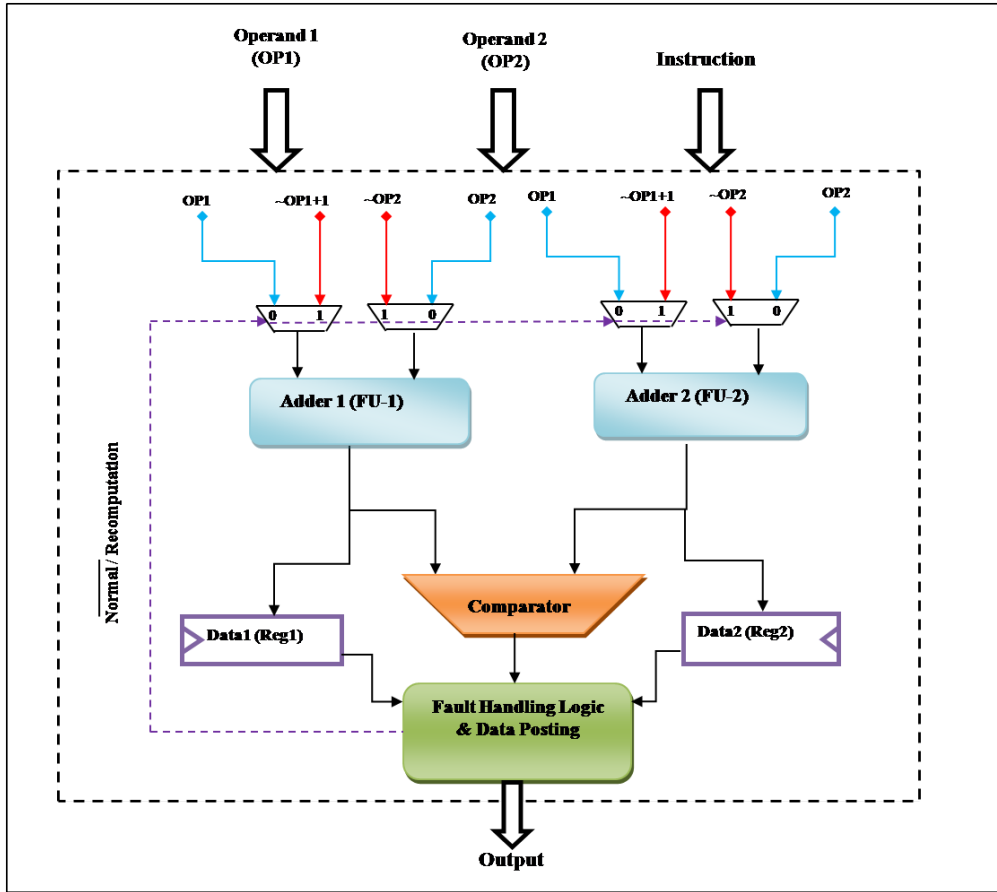 Operand 1
(OP1)
Operand 2
(OP2)
Instruction
OP1
~OP1+1
~OP2
OP2
OP1
~OP1+1
~OP2
OP2
0 1
1 0
0 1
1 0
Adder 1 (FU-1)
Adder 2 (FU-2)
Normal / Recomputation
Comparator
Data1 (Reg1)
Data2 (Reg2)
Fault Handling Logic
& Data Posting
Output